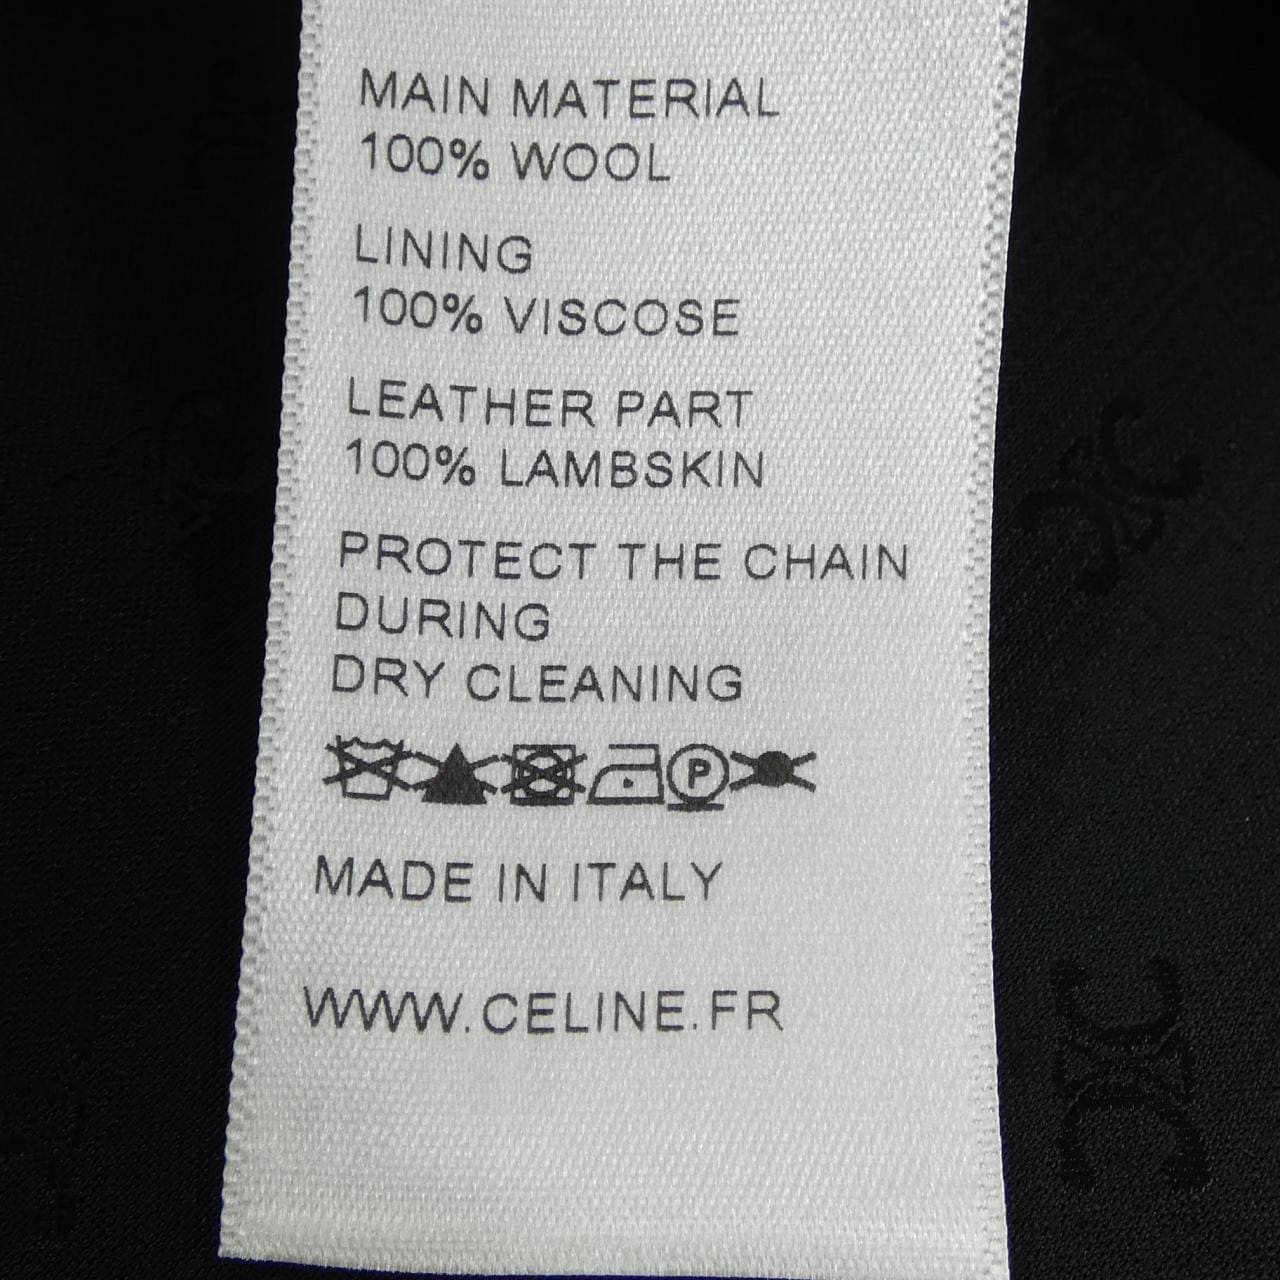 MAIN MATERIAL
100% WOOL
LINING
100% VISCOSE
LEATHER PART
100% LAMBSKIN
PROTECT THE CHAIN
DURING
DRY CLEANING
P
MADE IN ITALY
WWW.CELINE.FR